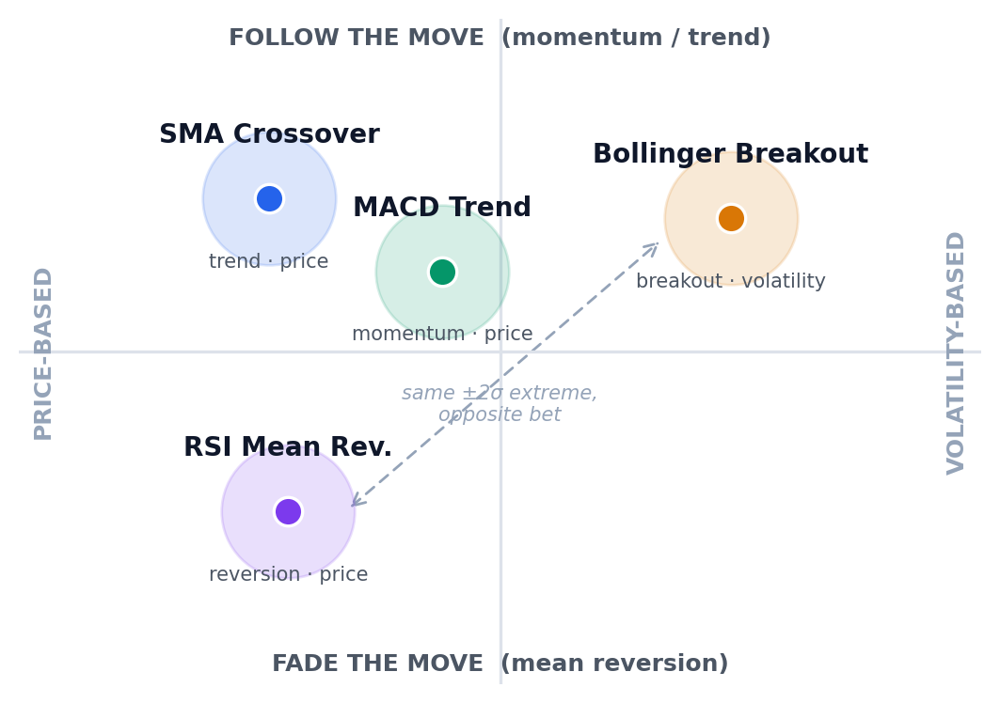 FOLLOW THE MOVE (momentum / trend)
SMA Crossover
trend · price
MACD Trend
momentum · price
Bollinger Breakout
breakout · volatility
PRICE-BASED
VOLATILITY-BASED
same ±2σ extreme,
opposite bet
RSI Mean Rev.
reversion · price
FADE THE MOVE (mean reversion)